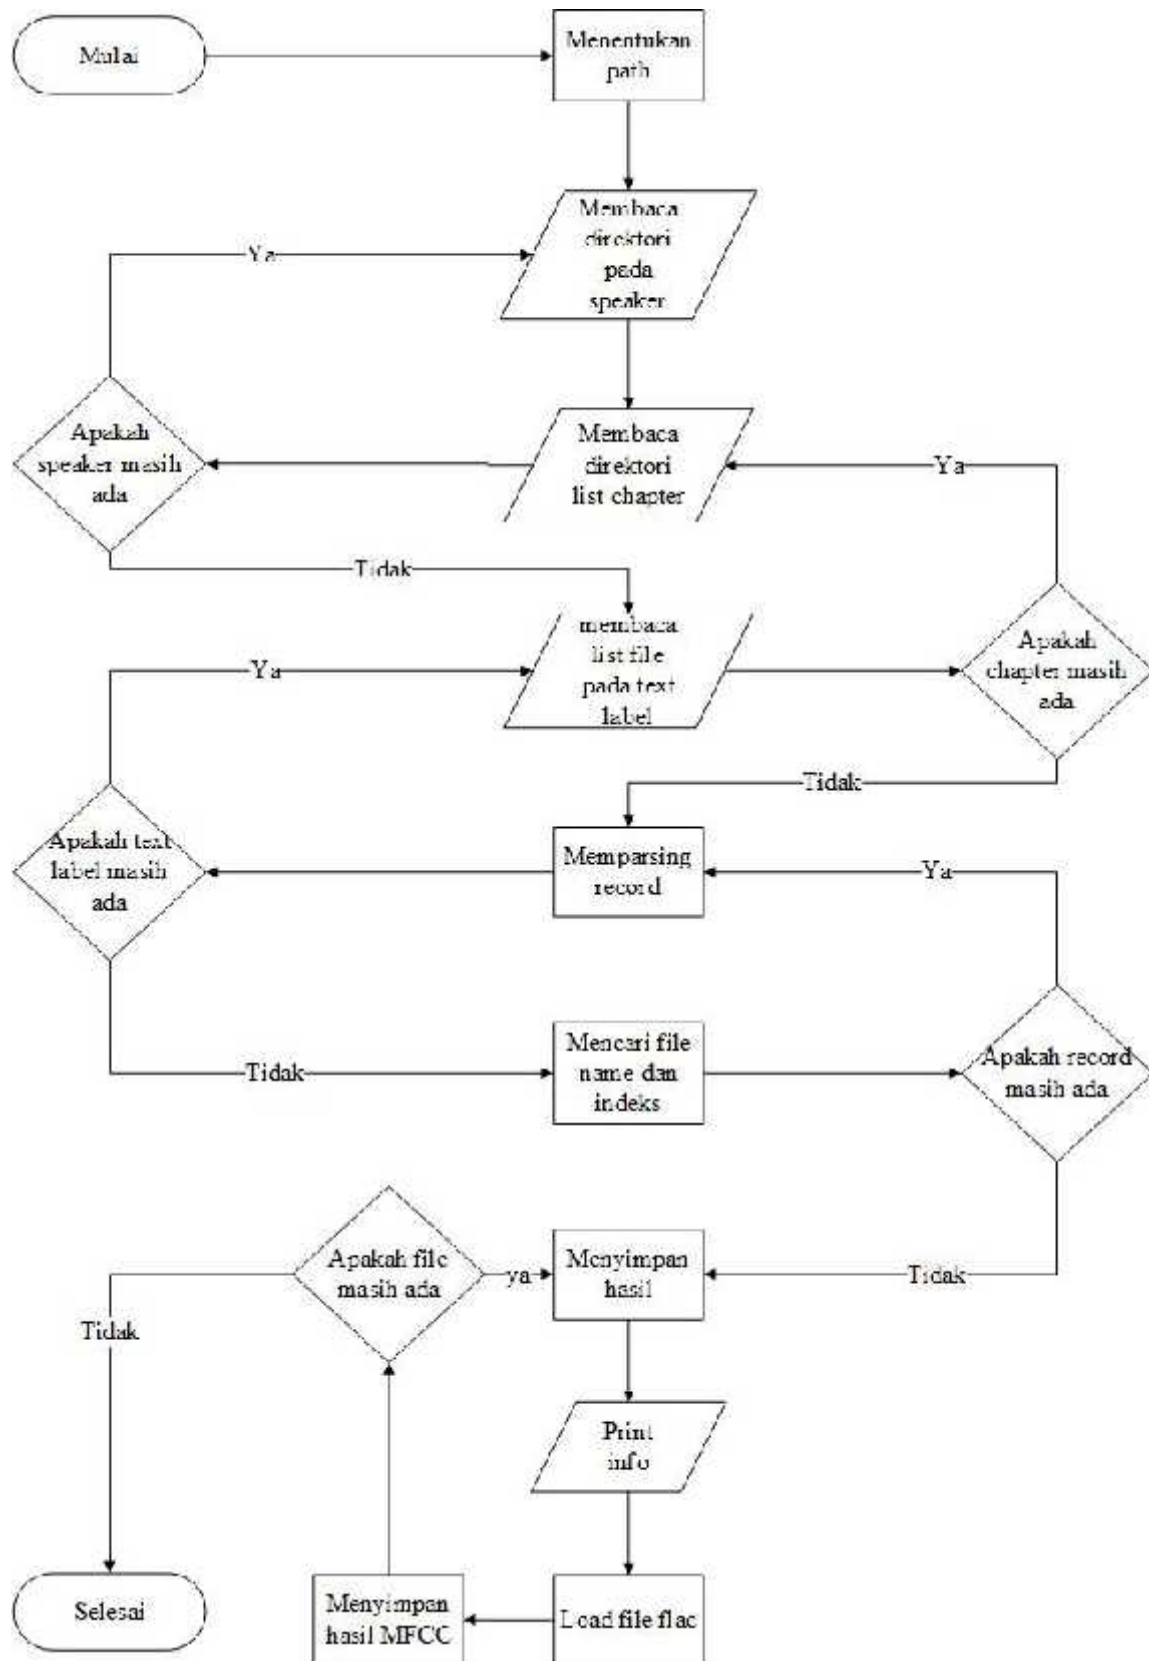 Mulai
Menentukan
path
Membaca
direktori
pada
speaker
Ya
Apakah
speaker masih
ada
Membaca
direktori
list chapter
Ya
Tidak
membaca
list file
pada text
label
Ya
Apakah
chapter masih
ada
Tidak
Apakah text
label masih
ada
Memparsing
record
Ya
Tidak
Mencari file
name dan
indeks
Apakah record
masih ada
Apakah file
masih ada
ya
Menyimpan
hasil
Tidak
Tidak
Print
info
Selesai
Menyimpan
hasil MFCC
Load file flac